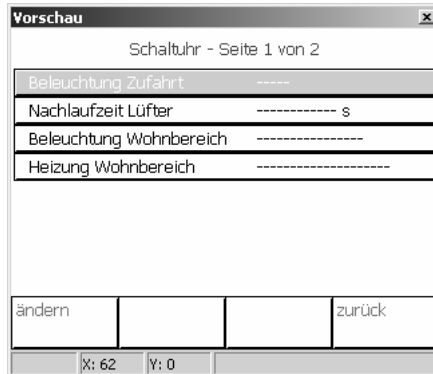 Vorschau x
Schaltuhr - Seite 1 von 2
Beleuchtung Zufahrt -----
Nachlaufzeit Lüfter ------------ s
Beleuchtung Wohnbereich ----------------
Heizung Wohnbereich --------------------
ändern zurück
X: 62 Y: 0